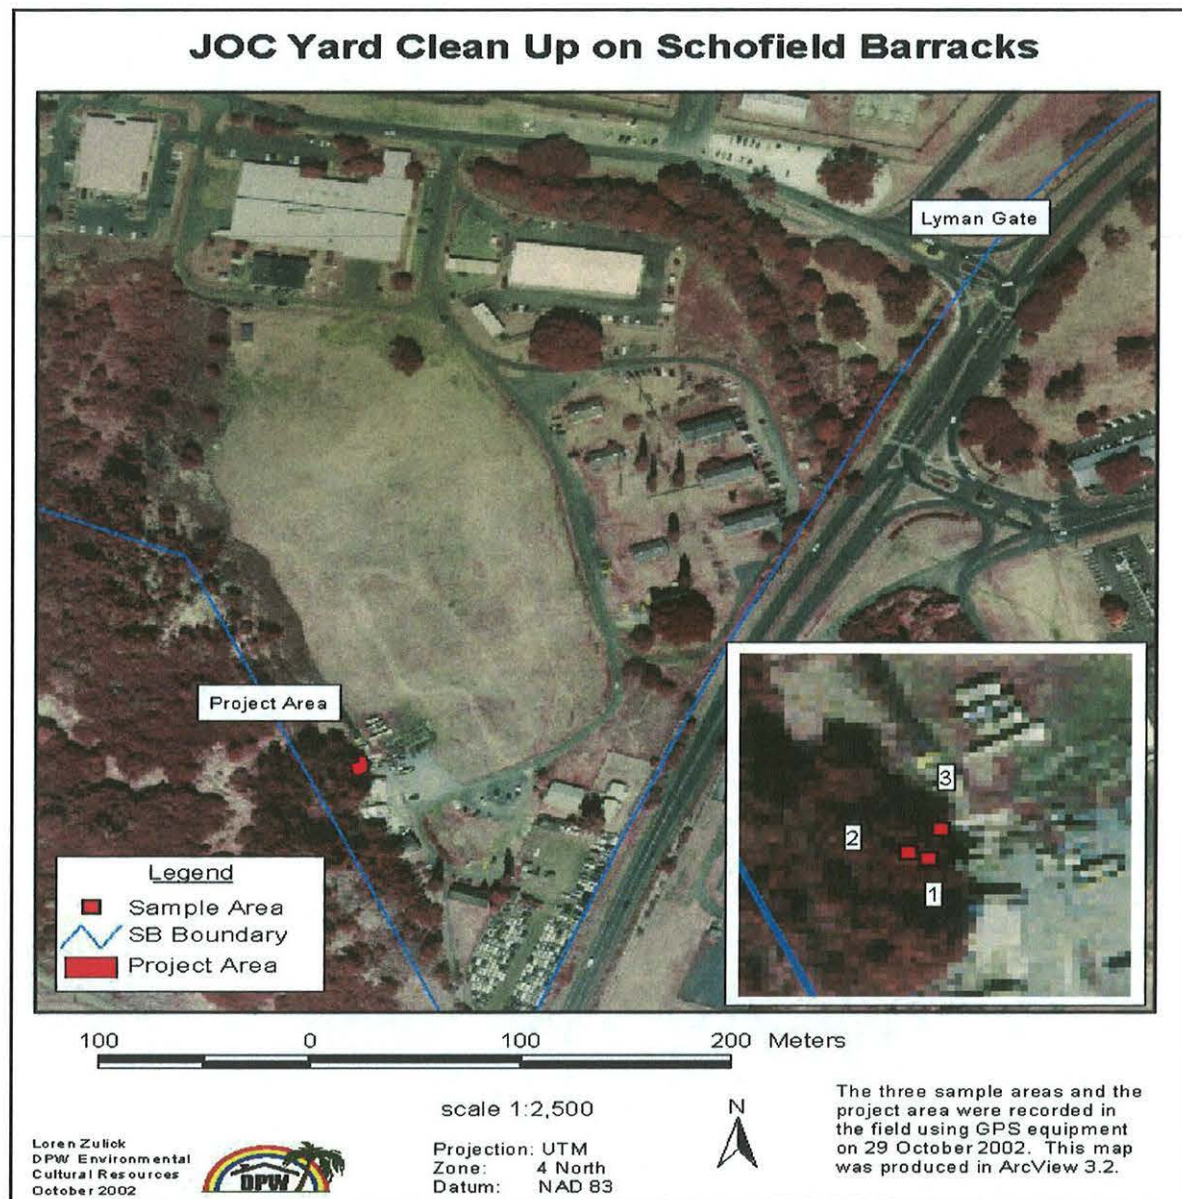 JOC Yard Clean Up on Schofield Barracks
Lyman Gate
Project Area
3
2
1
Legend
Sample Area
SB Boundary
Project Area
100 0 100 200 Meters
scale 1:2,500
N
The three sample areas and the
project area were recorded in
the field using GPS equipment
on 29 October 2002. This map
was produced in ArcView 3.2.
Loren Zulick
DPW Environmental
Cultural Resources
October 2002
DPW
Projection: UTM
Zone: 4 North
Datum: NAD 83